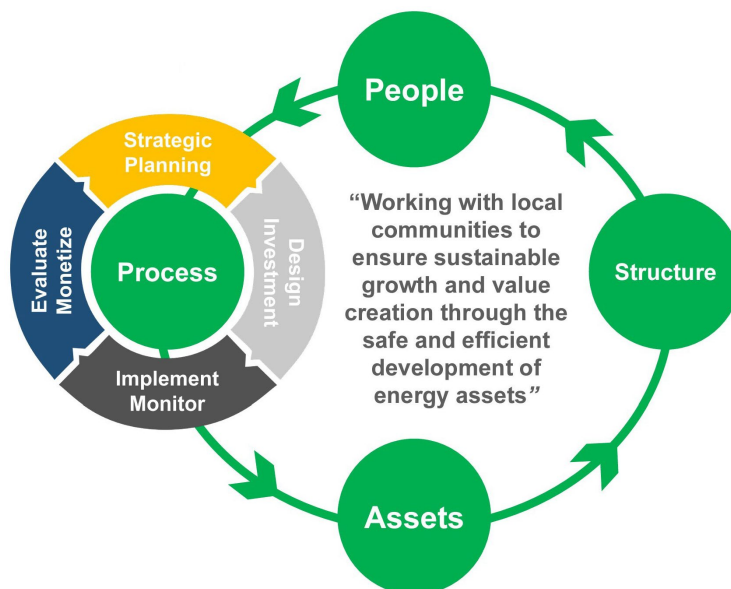 People
Strategic
Planning
Evaluate
Monetize
Process
Design
Investment
Implement
Monitor
“Working with local
communities to
ensure sustainable
growth and value
creation through the
safe and efficient
development of
energy assets”
Structure
Assets